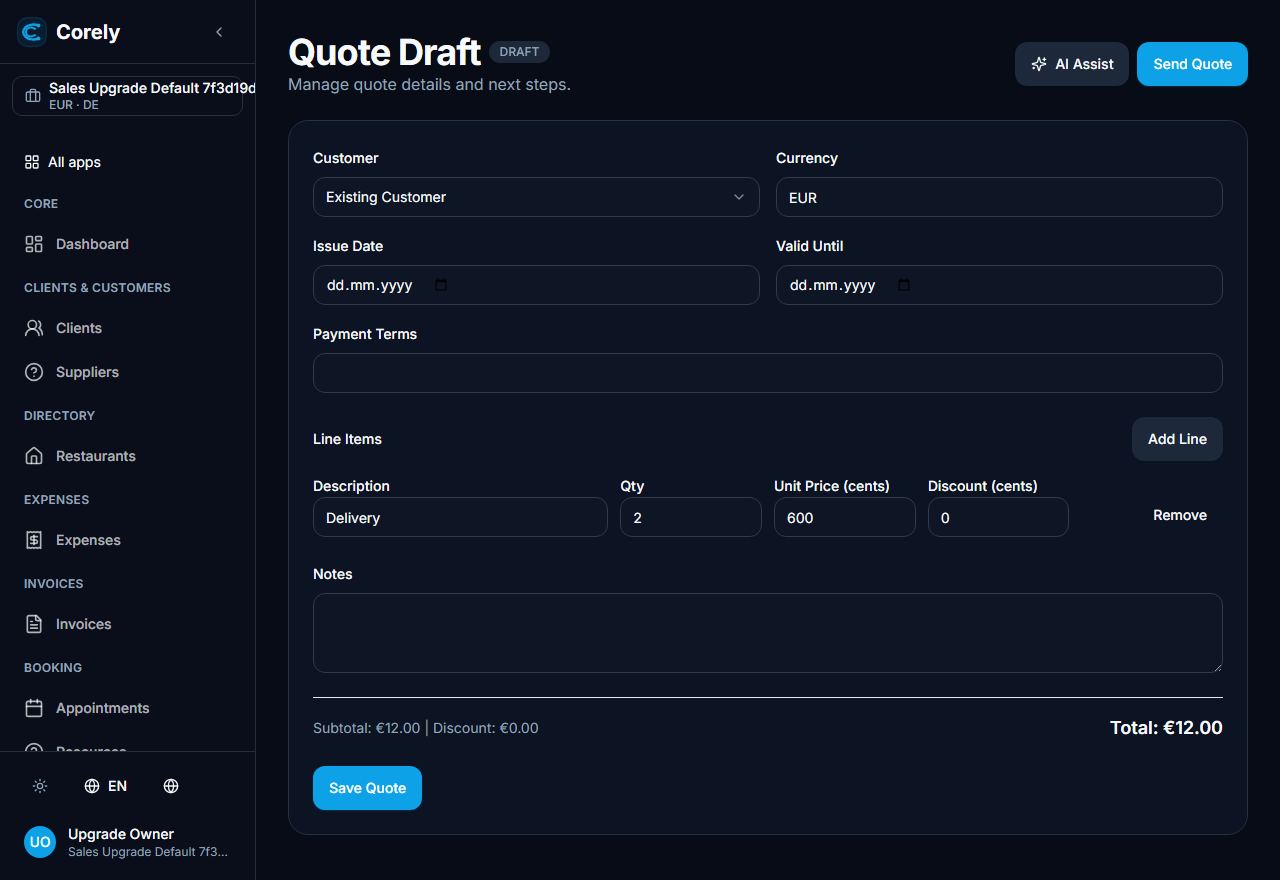 Corely
Sales Upgrade Default 7f3d19d
EUR · DE
All apps
CORE
Dashboard
CLIENTS & CUSTOMERS
Clients
Suppliers
DIRECTORY
Restaurants
EXPENSES
Expenses
INVOICES
Invoices
BOOKING
Appointments
Resources
EN
UO
Upgrade Owner
Sales Upgrade Default 7f3...
Quote Draft DRAFT
Manage quote details and next steps.
AI Assist
Send Quote
Customer
Existing Customer
Currency
EUR
Issue Date
dd.mm.yyyy
Valid Until
dd.mm.yyyy
Payment Terms
Line Items
Add Line
Description
Delivery
Qty
2
Unit Price (cents)
600
Discount (cents)
0
Remove
Notes
Subtotal: €12.00 | Discount: €0.00
Total: €12.00
Save Quote